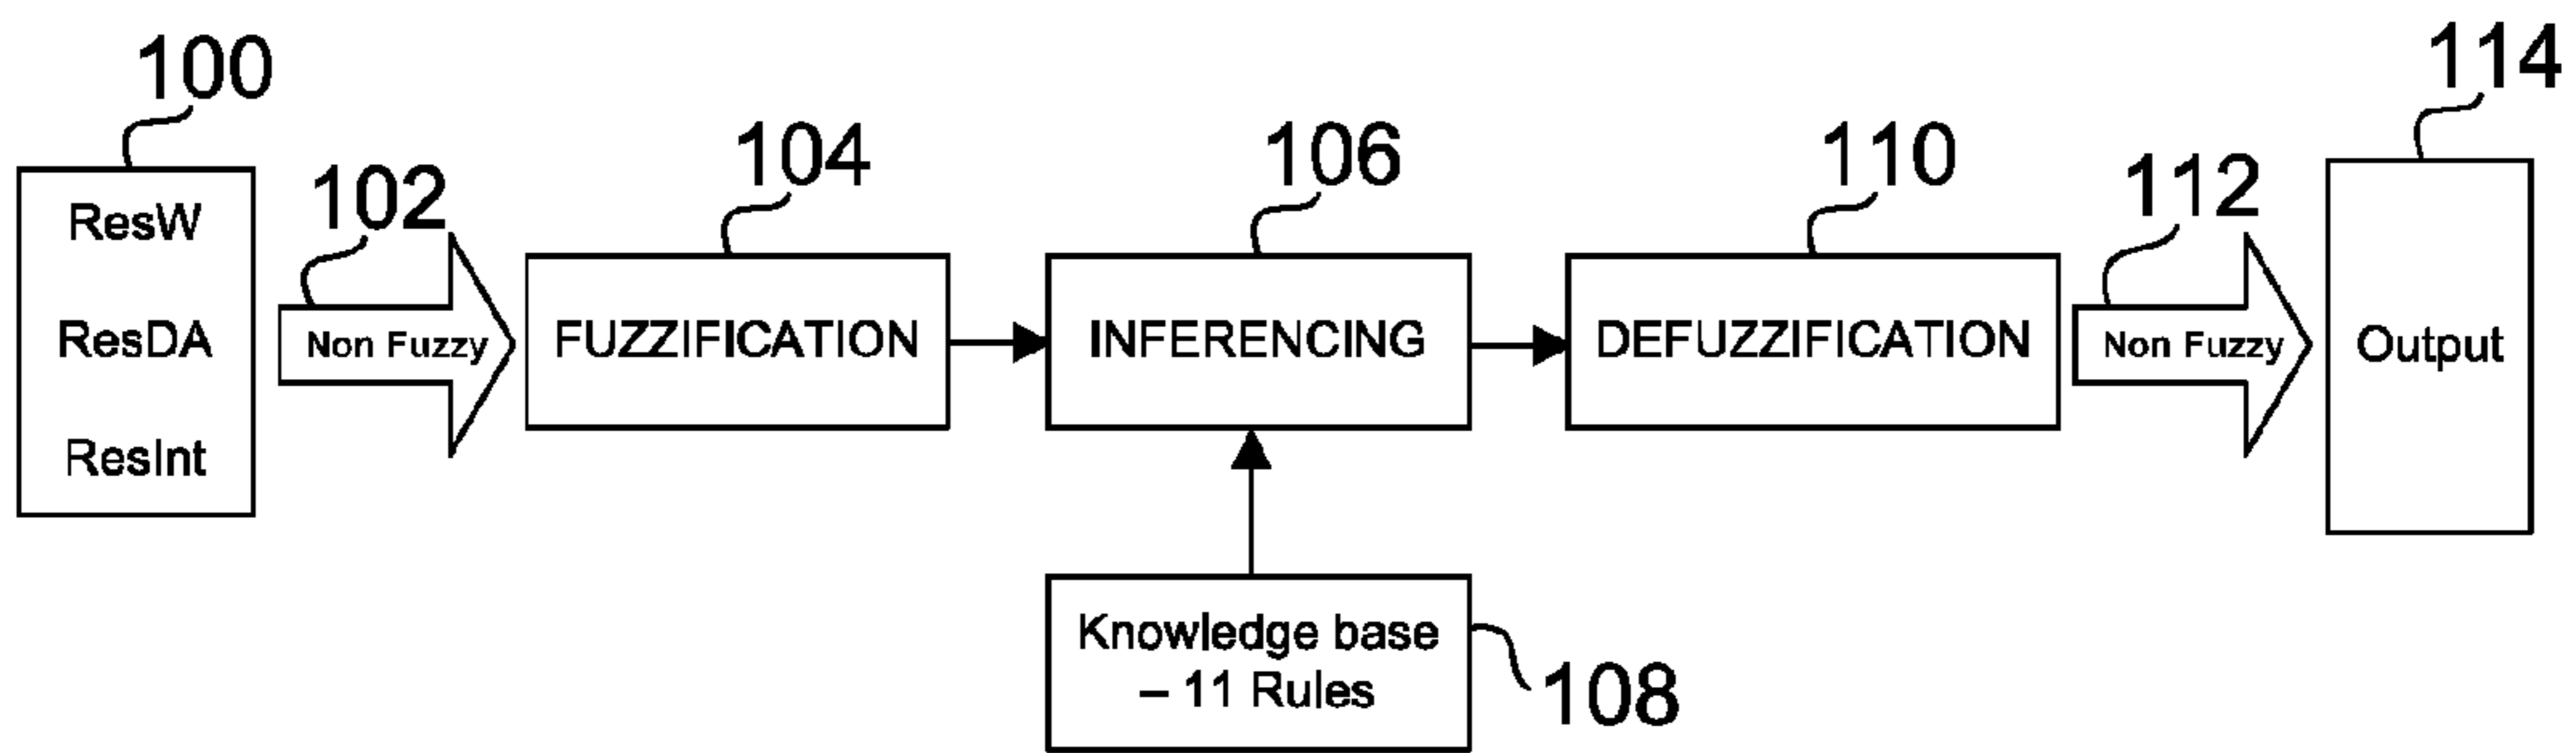 100
102
104
106
110
112
114
ResW
ResDA
ResInt
Non Fuzzy
FUZZIFICATION
INFERENCING
DEFUZZIFICATION
Non Fuzzy
Output
Knowledge base
– 11 Rules
108